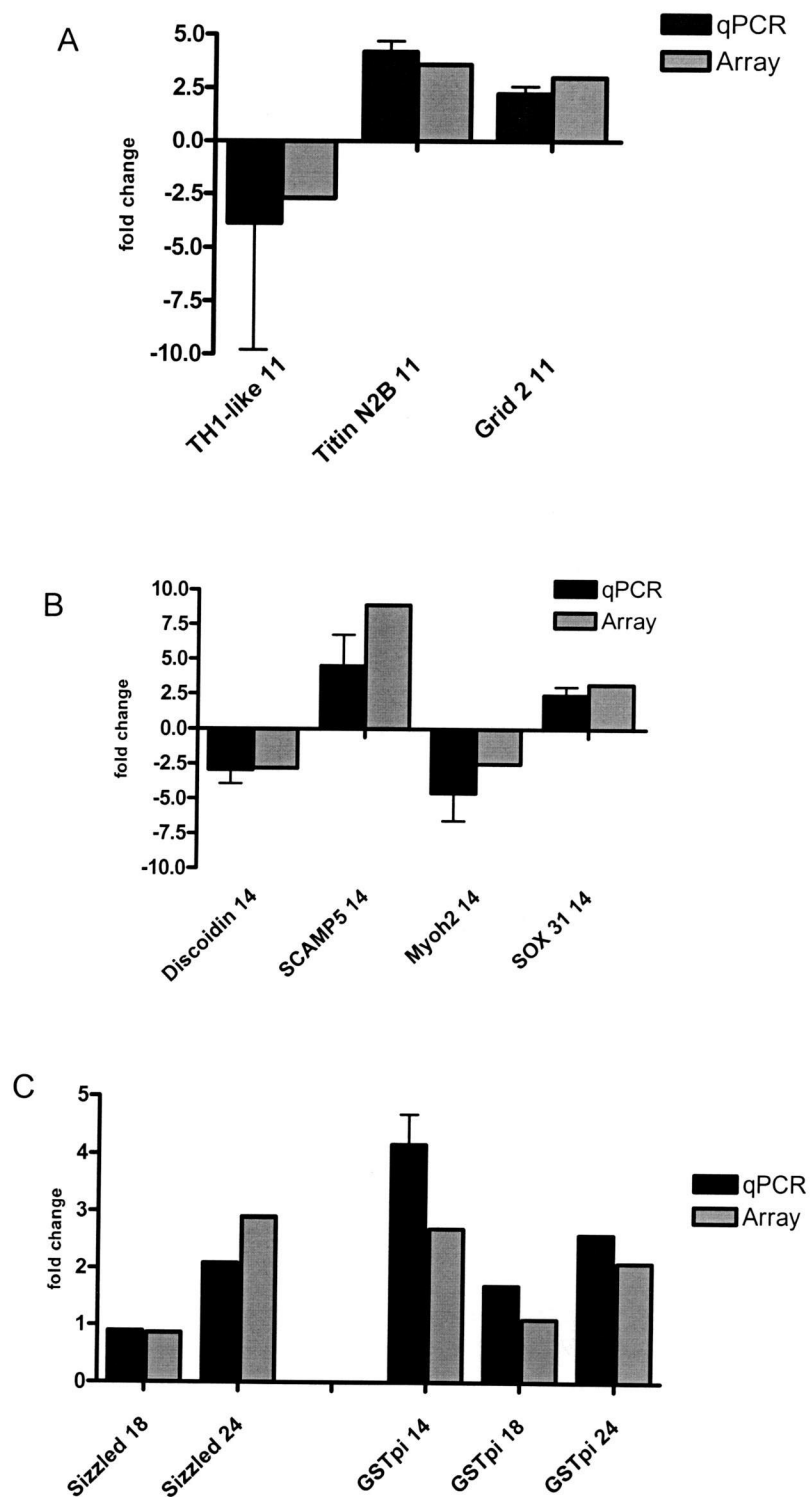 A
qPCR
Array
fold change
5.0
2.5
0.0
-2.5
-5.0
-7.5
-10.0
TH1-like 11
Titin N2B 11
Grid 2 11
B
qPCR
Array
fold change
10.0
7.5
5.0
2.5
0.0
-2.5
-5.0
-7.5
-10.0
Discoidin 14
SCAMP5 14
Myoh2 14
SOX 31 14
C
qPCR
Array
fold change
5
4
3
2
1
0
Sizzled 18
Sizzled 24
GSTpi 14
GSTpi 18
GSTpi 24